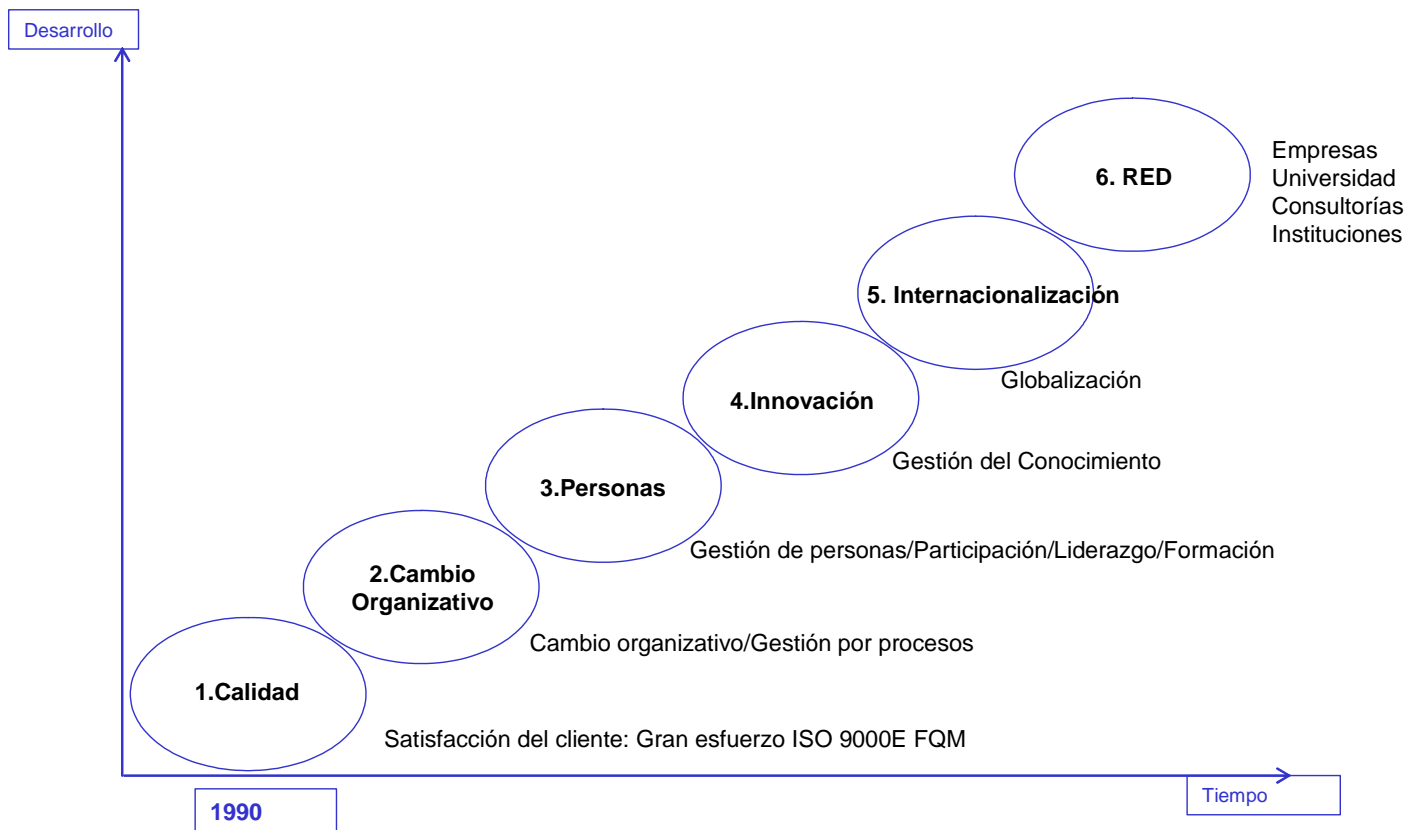 Desarrollo
6. RED
Empresas
Universidad
Consultorías
Instituciones
5. Internacionalización
Globalización
4.Innovación
Gestión del Conocimiento
3.Personas
Gestión de personas/Participación/Liderazgo/Formación
2.Cambio
Organizativo
Cambio organizativo/Gestión por procesos
1.Calidad
Satisfacción del cliente: Gran esfuerzo ISO 9000E FQM
Tiempo
1990